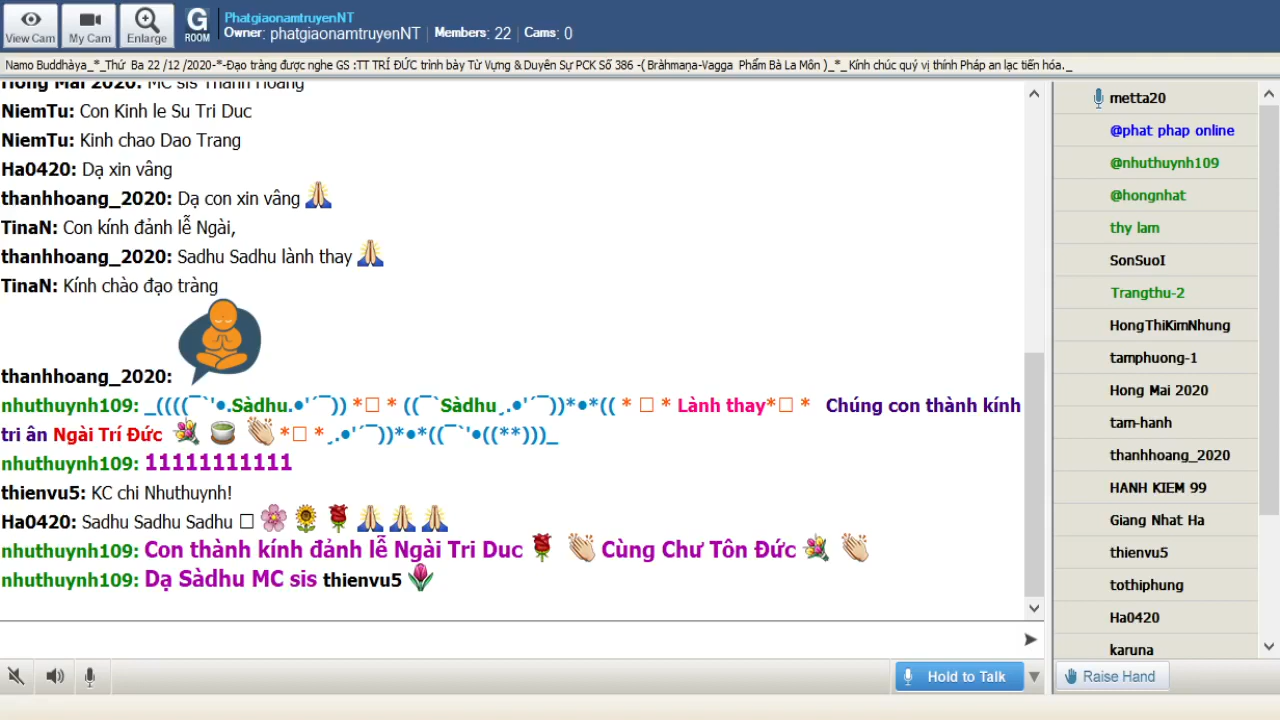 View Cam
My Cam
Enlarge
G
ROOM
PhatgiaonamtruyenNT
Owner: phatgiaonamtruyenNT Members: 22 Cams: 0
Namo Buddhàya_*_Thứ Ba 22 /12 /2020-*-Đạo tràng được nghe GS :TT TRÍ ĐỨC trình bày Từ Vựng & Duyên Sự PCK Số 386 -( Bràhmaṇa-Vagga Phẩm Bà La Môn )_*_ Kính chúc quý vị thính Pháp an lạc tiến hóa._
Hong Mai 2020: MC sis Thanh Hoang
NiemTu: Con Kinh le Su Tri Duc
NiemTu: Kinh chao Dao Trang
Ha0420: Dạ xin vâng
thanhhoang_2020: Dạ con xin vâng 🙏
TinaN: Con kính đảnh lễ Ngài,
thanhhoang_2020: Sadhu Sadhu lành thay 🙏
TinaN: Kính chào đạo tràng
thanhhoang_2020:
nhuthuynh109: _((((¯`'•.Sàdhu.•'´¯)) *□ * ((¯`Sàdhu¸.•'´¯))*•*(( * □ * Lành thay*□ * Chúng con thành kính
tri ân Ngài Trí Đức 💐 🍵 👏 *□ *¸.•'´¯))*•*((¯`'•((**)))_
nhuthuynh109: 11111111111
thienvu5: KC chi Nhuthuynh!
Ha0420: Sadhu Sadhu Sadhu □ 🌸 🌻 🌹 🙏 🙏 🙏
nhuthuynh109: Con thành kính đảnh lễ Ngài Tri Duc 🌹 👏 Cùng Chư Tôn Đức 💐 👏
nhuthuynh109: Dạ Sàdhu MC sis thienvu5 🌷
Hold to Talk
metta20
@phat phap online
@nhuthuynh109
@hongnhat
thy lam
SonSuoI
Trangthu-2
HongThiKimNhung
tamphuong-1
Hong Mai 2020
tam-hanh
thanhhoang_2020
HANH KIEM 99
Giang Nhat Ha
thienvu5
tothiphung
Ha0420
karuna
Raise Hand